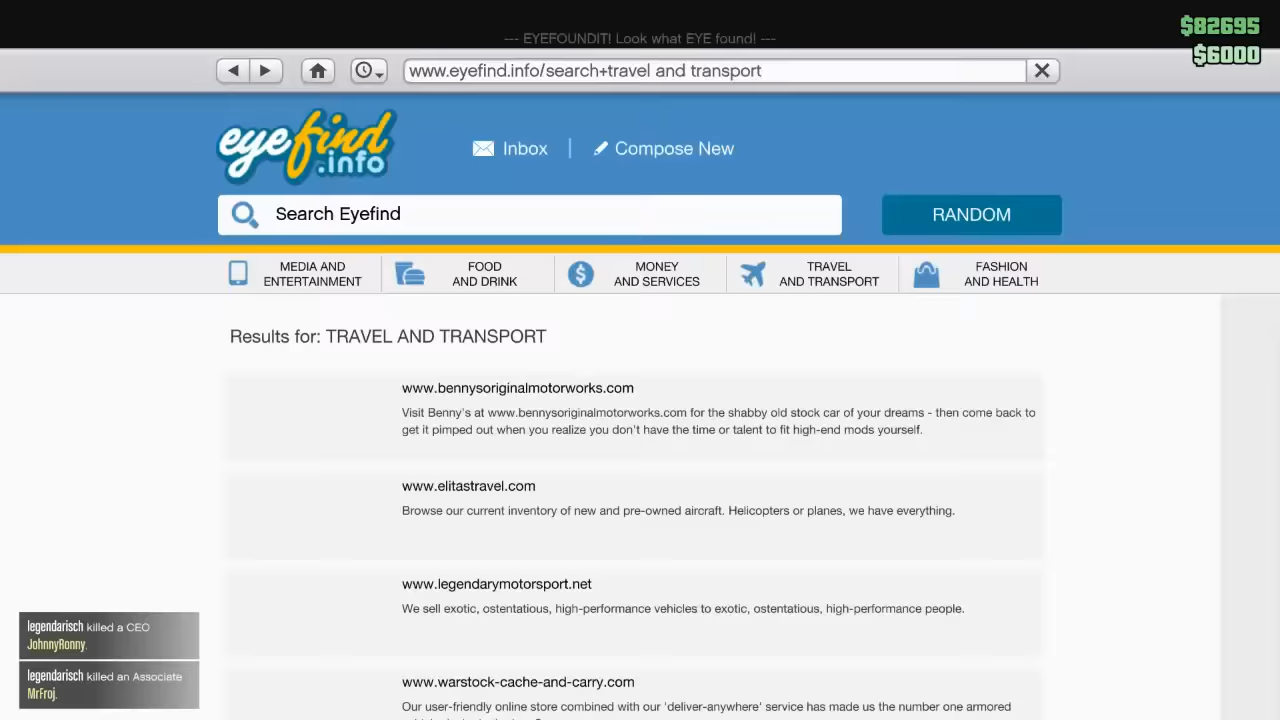 $82695
--- EYEFOUNDIT! Look what EYE found! ---
$6000
www.eyefind.info/search+travel and transport
eyefind
.info
Inbox | Compose New
Search Eyefind
RANDOM
MEDIA AND
ENTERTAINMENT
FOOD
AND DRINK
MONEY
AND SERVICES
TRAVEL
AND TRANSPORT
FASHION
AND HEALTH
Results for: TRAVEL AND TRANSPORT
www.bennysoriginalmotorworks.com
Visit Benny's at www.bennysoriginalmotorworks.com for the shabby old stock car of your dreams - then come back to
get it pimped out when you realize you don't have the time or talent to fit high-end mods yourself.
www.elitastravel.com
Browse our current inventory of new and pre-owned aircraft. Helicopters or planes, we have everything.
www.legendarymotorsport.net
We sell exotic, ostentatious, high-performance vehicles to exotic, ostentatious, high-performance people.
legendarisch killed a CEO
JohnnyRonny.
legendarisch killed an Associate
MrFroj.
www.warstock-cache-and-carry.com
Our user-friendly online store combined with our 'deliver-anywhere' service has made us the number one armored